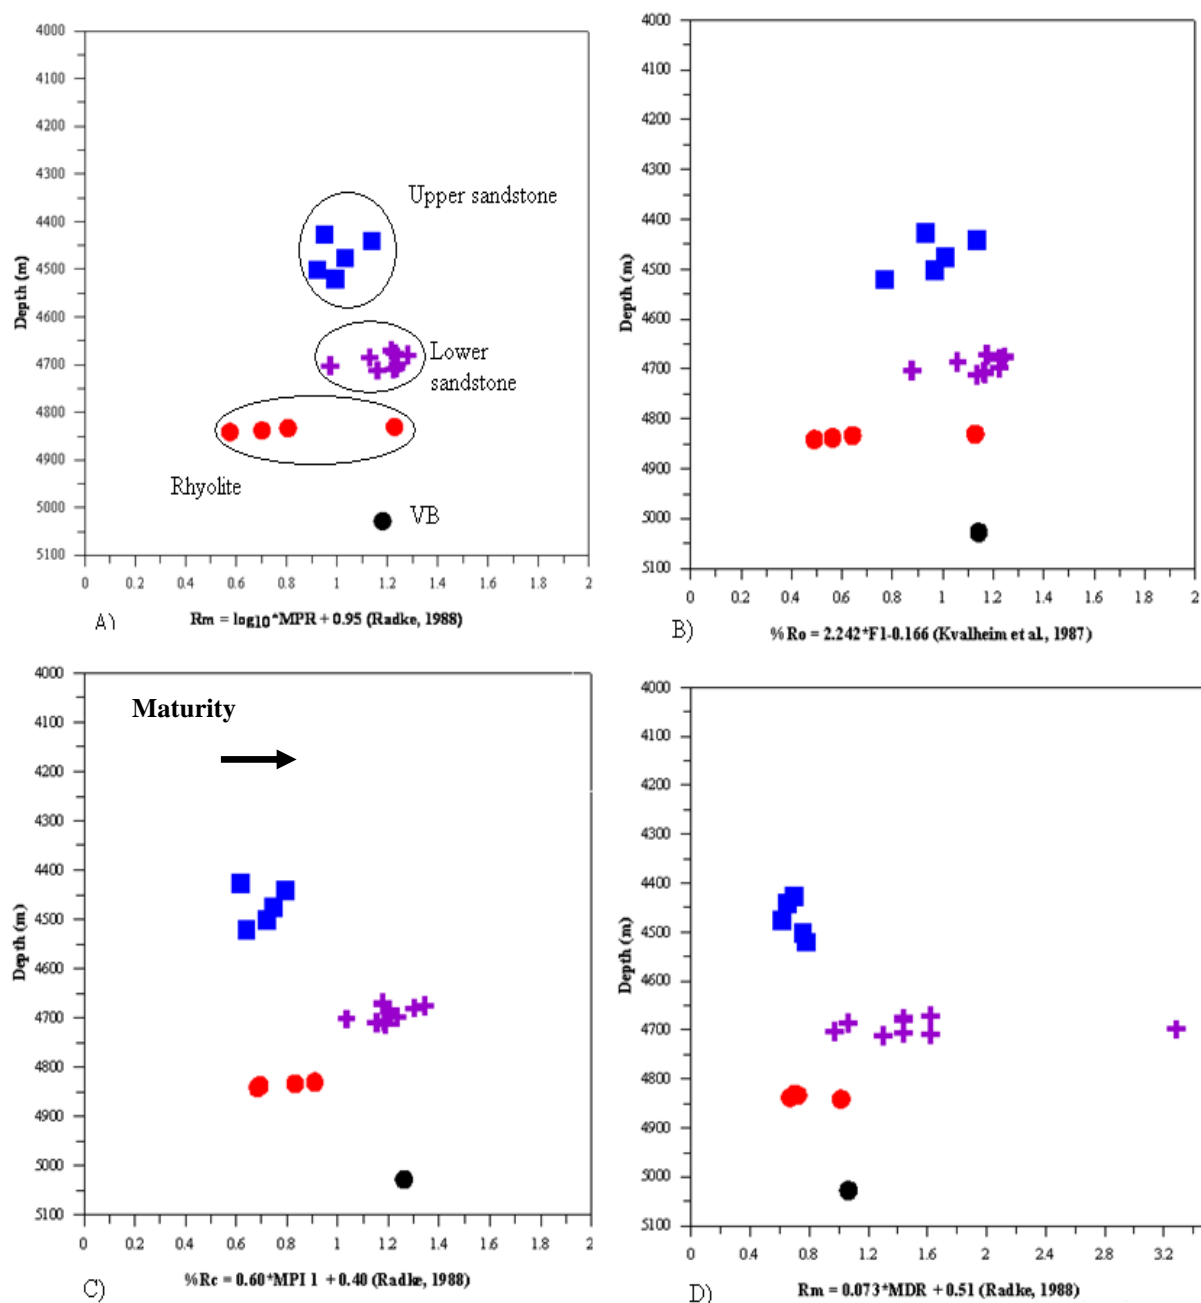 4000
4100
4200
4300
4400
4500
4600
4700
4800
4900
5000
5100
Depth (m)
Upper sandstone
Lower
sandstone
Rhyolite
VB
0 0.2 0.4 0.6 0.8 1 1.2 1.4 1.6 1.8 2
Rm = log10*MPR + 0.95 (Radke, 1988)
A)
4000
4100
4200
4300
4400
4500
4600
4700
4800
4900
5000
5100
Depth (m)
0 0.2 0.4 0.6 0.8 1 1.2 1.4 1.6 1.8 2
%Ro = 2.242*F1-0.166 (Kvalheim et al., 1987)
B)
4000
4100
4200
4300
4400
4500
4600
4700
4800
4900
5000
5100
Depth (m)
Maturity
0 0.2 0.4 0.6 0.8 1 1.2 1.4 1.6 1.8 2
%Rc = 0.60*MPI 1 + 0.40 (Radke, 1988)
C)
4000
4100
4200
4300
4400
4500
4600
4700
4800
4900
5000
5100
Depth (m)
0 0.4 0.8 1.2 1.6 2 2.4 2.8 3.2
Rm = 0.073*MDR + 0.51 (Radke, 1988)
D)